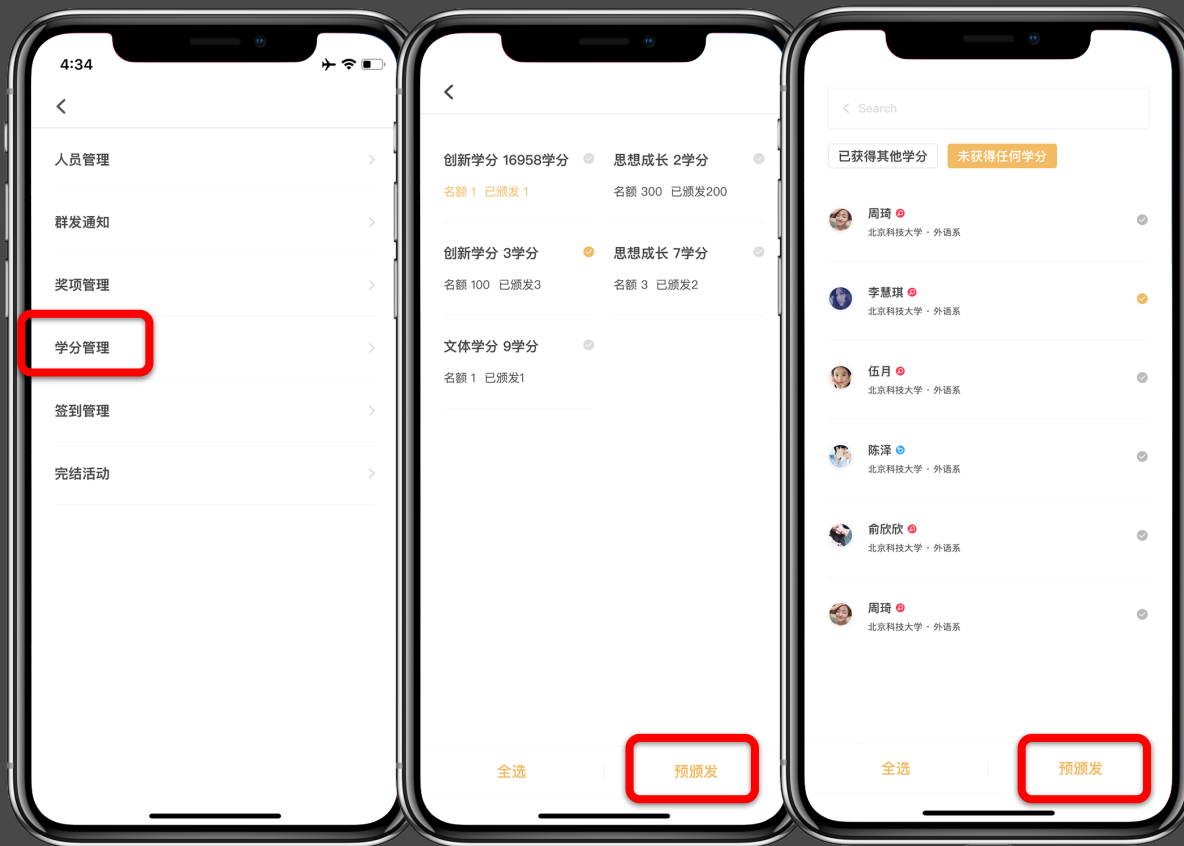 4:34
人员管理
群发通知
奖项管理
学分管理
签到管理
完结活动
创新学分 16958学分
名额 1 已颁发 1
思想成长 2学分
名额 300 已颁发200
创新学分 3学分
名额 100 已颁发3
思想成长 7学分
名额 3 已颁发2
文体学分 9学分
名额 1 已颁发1
全选
预颁发
Search
已获得其他学分
未获得任何学分
周琦
北京科技大学 · 外语系
李慧琪
北京科技大学 · 外语系
伍月
北京科技大学 · 外语系
陈泽
北京科技大学 · 外语系
俞欣欣
北京科技大学 · 外语系
周琦
北京科技大学 · 外语系
全选
预颁发